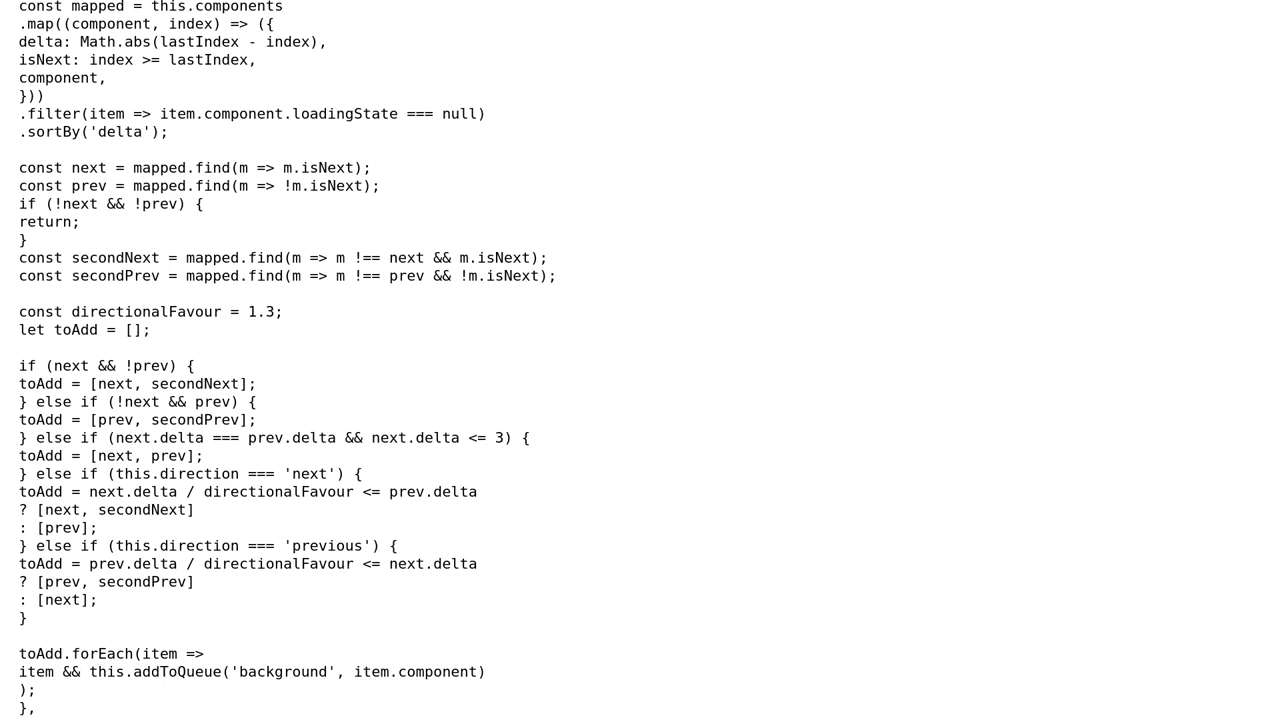 const mapped = this.components
.map((component, index) => ({
delta: Math.abs(lastIndex - index),
isNext: index >= lastIndex,
component,
}))
.filter(item => item.component.loadingState === null)
.sortBy('delta');

const next = mapped.find(m => m.isNext);
const prev = mapped.find(m => !m.isNext);
if (!next && !prev) {
return;
}
const secondNext = mapped.find(m => m !== next && m.isNext);
const secondPrev = mapped.find(m => m !== prev && !m.isNext);

const directionalFavour = 1.3;
let toAdd = [];

if (next && !prev) {
toAdd = [next, secondNext];
} else if (!next && prev) {
toAdd = [prev, secondPrev];
} else if (next.delta === prev.delta && next.delta <= 3) {
toAdd = [next, prev];
} else if (this.direction === 'next') {
toAdd = next.delta / directionalFavour <= prev.delta
? [next, secondNext]
: [prev];
} else if (this.direction === 'previous') {
toAdd = prev.delta / directionalFavour <= next.delta
? [prev, secondPrev]
: [next];
}

toAdd.forEach(item =>
item && this.addToQueue('background', item.component)
);
},